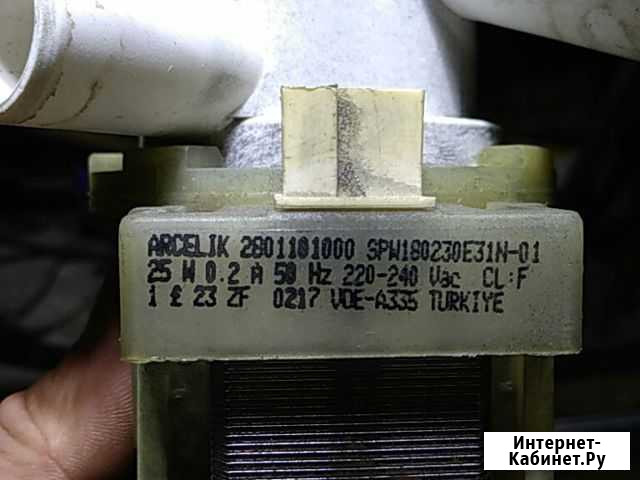 ARCELIK 2801101000 SPW180230E31N-01
25 W 0.2 A 50 Hz 220-240 Vac CL:F
1 £ 23 ZF 0217 VDE-A335 TURKIYE
Интернет-
Кабинет.Ру